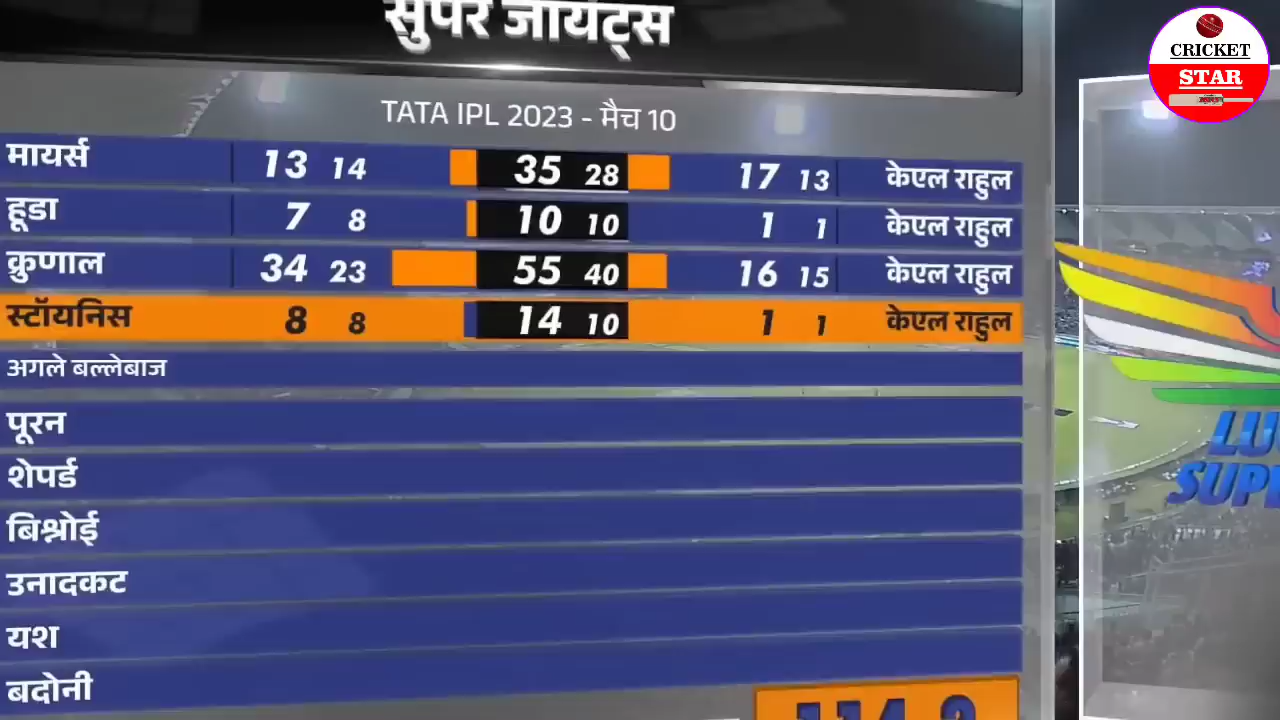 सुपर जायंट्स
CRICKET
STAR
TATA IPL 2023 - मैच 10
मायर्स 13 14 35 28 17 13 केएल राहुल
हूडा 7 8 10 10 1 1 केएल राहुल
क्रुणाल 34 23 55 40 16 15 केएल राहुल
स्टॉयनिस 8 8 14 10 1 1 केएल राहुल
अगले बल्लेबाज
पूरन
शेपर्ड
बिश्नोई
उनादकट
यश
बदोनी